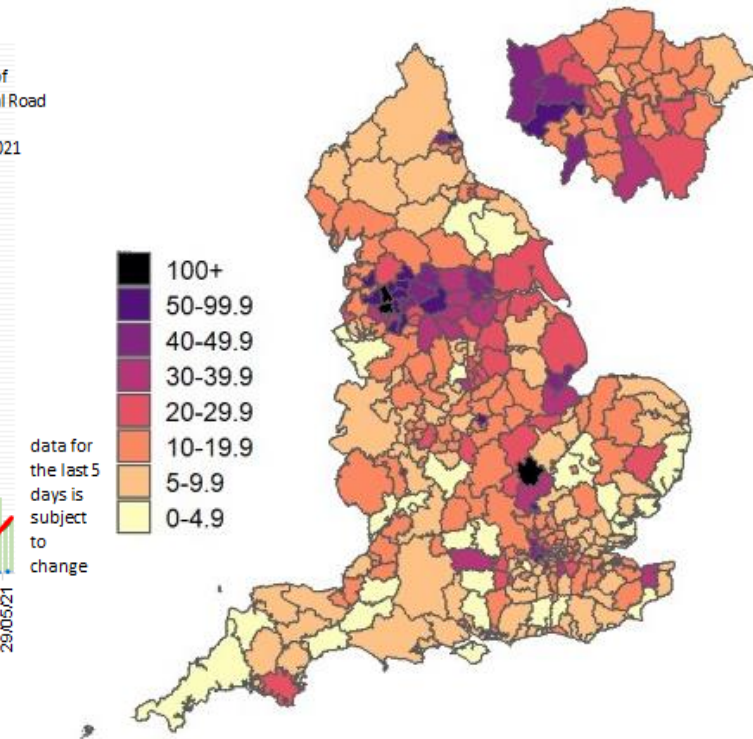 of
l Road
021
100+
50-99.9
40-49.9
30-39.9
20-29.9
10-19.9
5-9.9
0-4.9
data for
the last 5
days is
subject
to
change
29/05/21